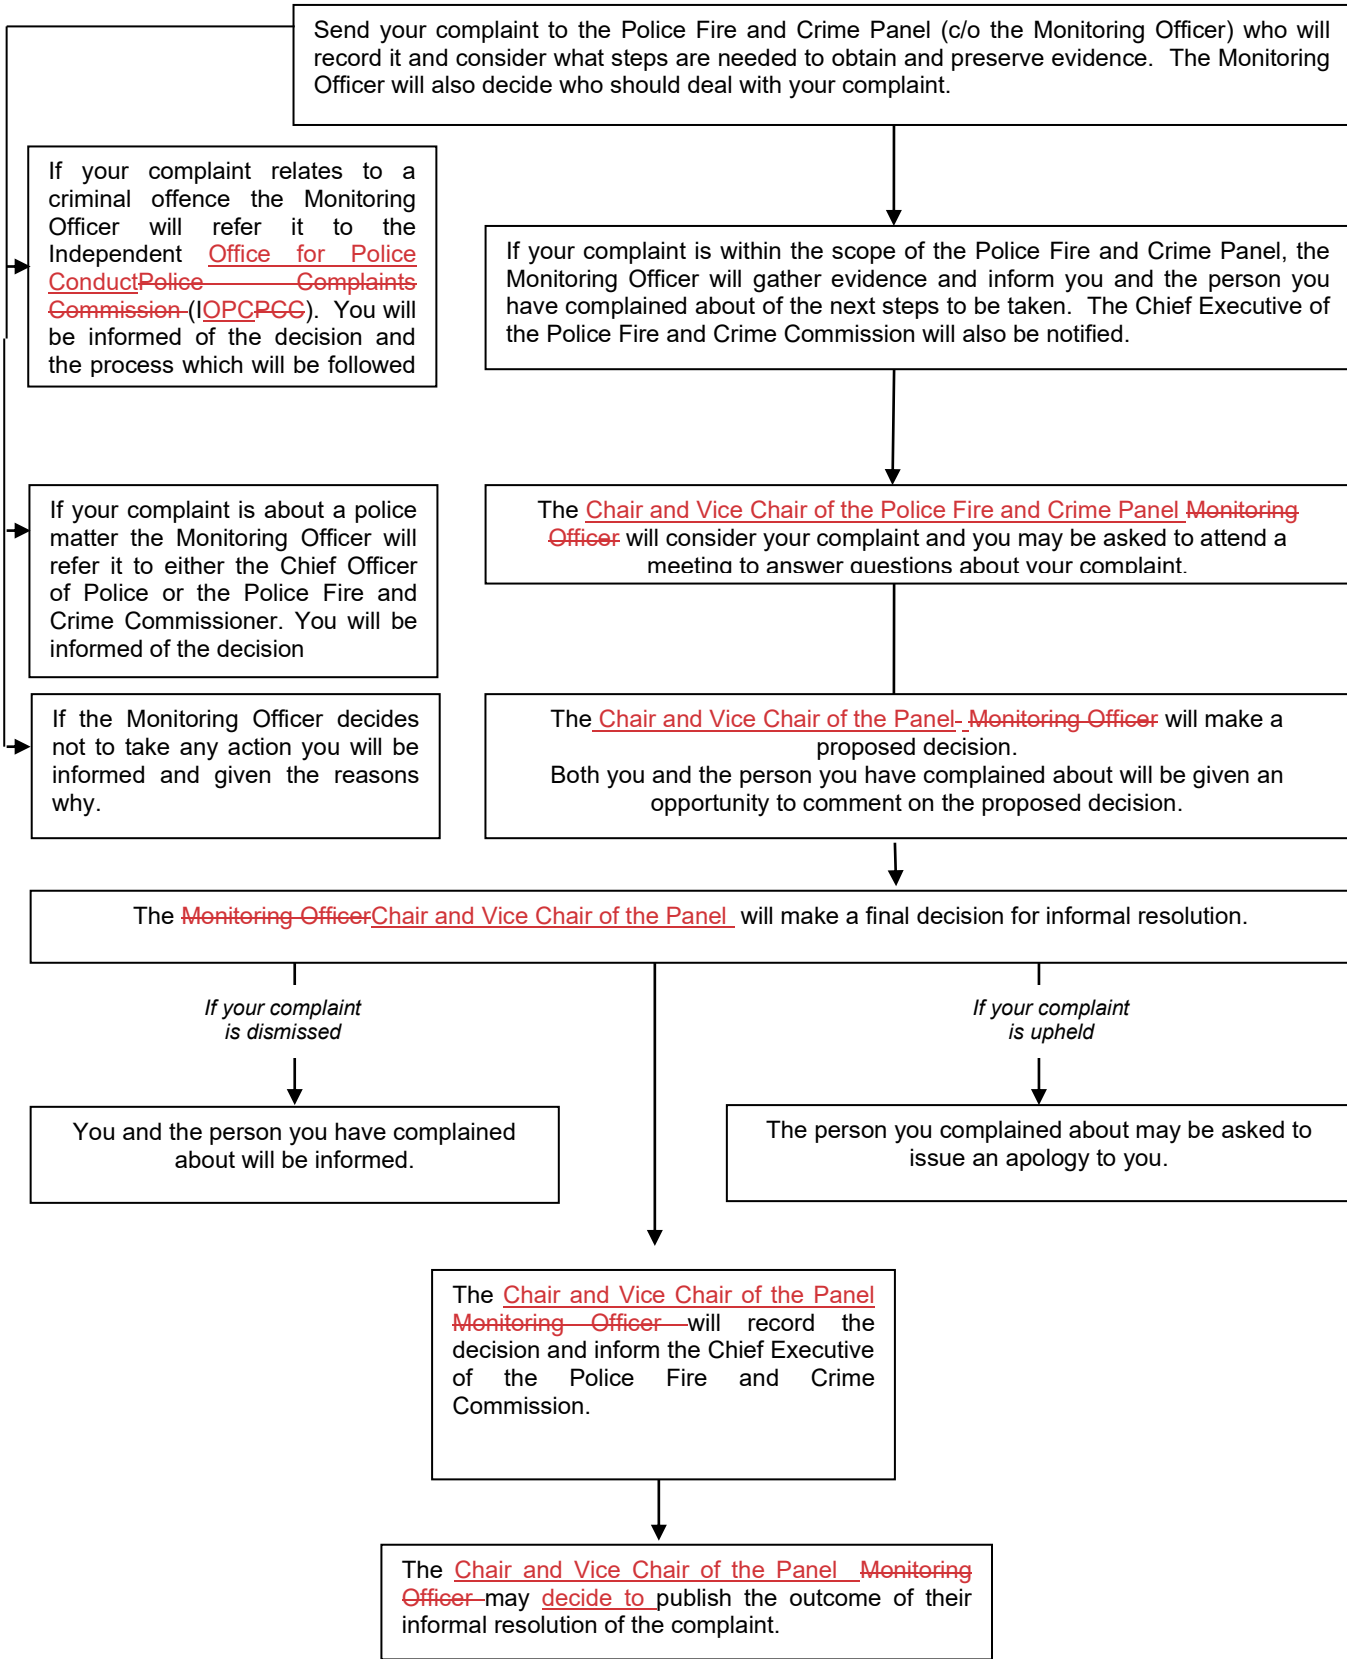 Send your complaint to the Police Fire and Crime Panel (c/o the Monitoring Officer) who will
record it and consider what steps are needed to obtain and preserve evidence.  The Monitoring
Officer will also decide who should deal with your complaint.
If your complaint relates to a
criminal offence the Monitoring
Officer will refer it to the
Independent Office for Police
ConductPolice Complaints
Commission (IOPCPCC).  You will
be informed of the decision and
the process which will be followed
If your complaint is within the scope of the Police Fire and Crime Panel, the
Monitoring Officer will gather evidence and inform you and the person you
have complained about of the next steps to be taken.  The Chief Executive of
the Police Fire and Crime Commission will also be notified.
If your complaint is about a police
matter the Monitoring Officer will
refer it to either the Chief Officer
of Police or the Police Fire and
Crime Commissioner. You will be
informed of the decision
The Chair and Vice Chair of the Police Fire and Crime Panel Monitoring
Officer will consider your complaint and you may be asked to attend a
meeting to answer questions about your complaint.
If the Monitoring Officer decides
not to take any action you will be
informed and given the reasons
why.
The Chair and Vice Chair of the Panel  Monitoring Officer will make a
proposed decision.
Both you and the person you have complained about will be given an
opportunity to comment on the proposed decision.
The Monitoring OfficerChair and Vice Chair of the Panel  will make a final decision for informal resolution.
If your complaint
is dismissed
If your complaint
is upheld
You and the person you have complained
about will be informed.
The person you complained about may be asked to
issue an apology to you.
The Chair and Vice Chair of the Panel
Monitoring Officer will record the
decision and inform the Chief Executive
of the Police Fire and Crime
Commission.
The Chair and Vice Chair of the Panel  Monitoring
Officer may decide to publish the outcome of their
informal resolution of the complaint.